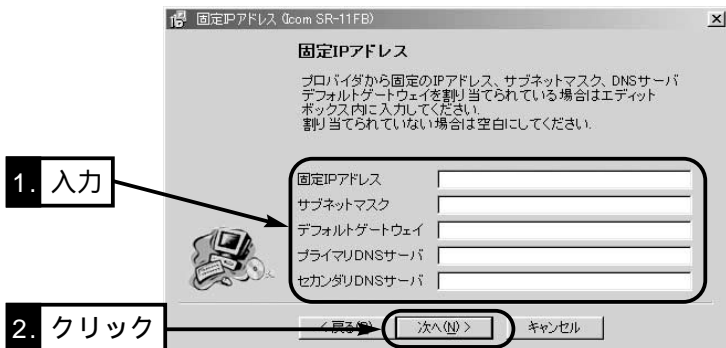 固定IPアドレス (Icom SR-11FB)
固定IPアドレス
プロバイダから固定のIPアドレス、サブネットマスク、DNSサーバ
デフォルトゲートウェイを割り当てられている場合はエディット
ボックス内に入力してください.
割り当てられていない場合は空白にしてください.
1. 入力
固定IPアドレス
サブネットマスク
デフォルトゲートウェイ
プライマリDNSサーバ
セカンダリDNSサーバ
2. クリック
< 戻る(B)
次へ(N) >
キャンセル